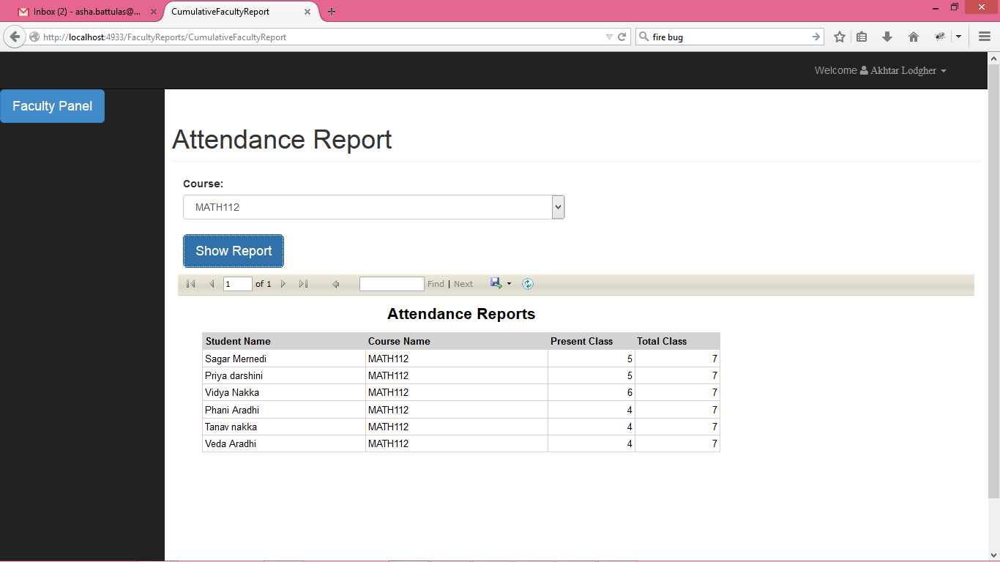 Inbox (2) - asha.battulas@... CumulativeFacultyReport
http://localhost:4933/FacultyReports/CumulativeFacultyReport fire bug
Welcome Akhtar Lodgher
Faculty Panel
Attendance Report
Course:
MATH112
Show Report
1 of 1 Find | Next
Attendance Reports
Student Name Course Name Present Class Total Class
Sagar Mernedi MATH112 5 7
Priya darshini MATH112 5 7
Vidya Nakka MATH112 6 7
Phani Aradhi MATH112 4 7
Tanav nakka MATH112 4 7
Veda Aradhi MATH112 4 7